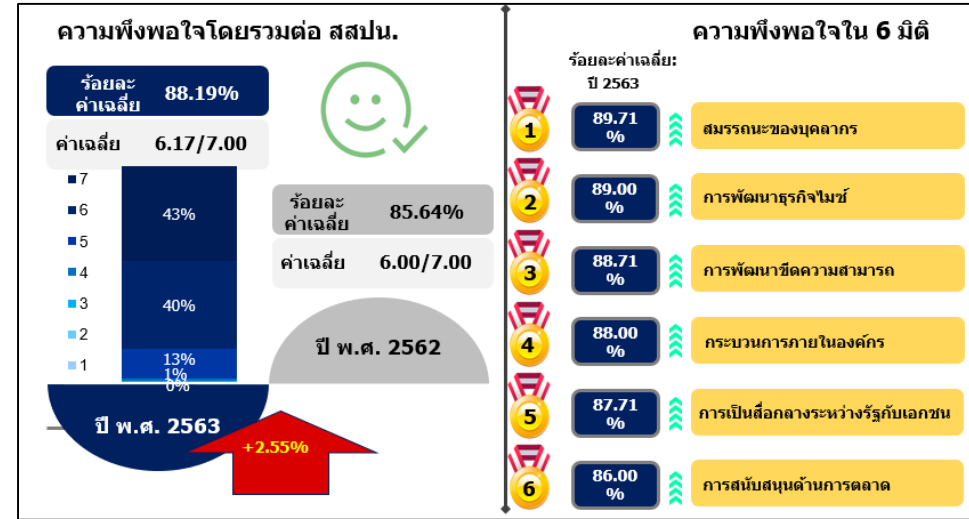 ความพึงพอใจโดยรวมต่อ สสปน.
ร้อยละ
ค่าเฉลี่ย
88.19%
ค่าเฉลี่ย 6.17/7.00
7
6
5
4
3
2
1
43%
40%
13%
1%
0%
ปี พ.ศ. 2563
ร้อยละ
ค่าเฉลี่ย
85.64%
ค่าเฉลี่ย 6.00/7.00
ปี พ.ศ. 2562
+2.55%
ความพึงพอใจใน 6 มิติ
ร้อยละค่าเฉลี่ย:
ปี 2563
1
89.71
%
สมรรถนะของบุคลากร
2
89.00
%
การพัฒนาธุรกิจไมซ์
3
88.71
%
การพัฒนาขีดความสามารถ
4
88.00
%
กระบวนการภายในองค์กร
5
87.71
%
การเป็นสื่อกลางระหว่างรัฐกับเอกชน
6
86.00
%
การสนับสนุนด้านการตลาด